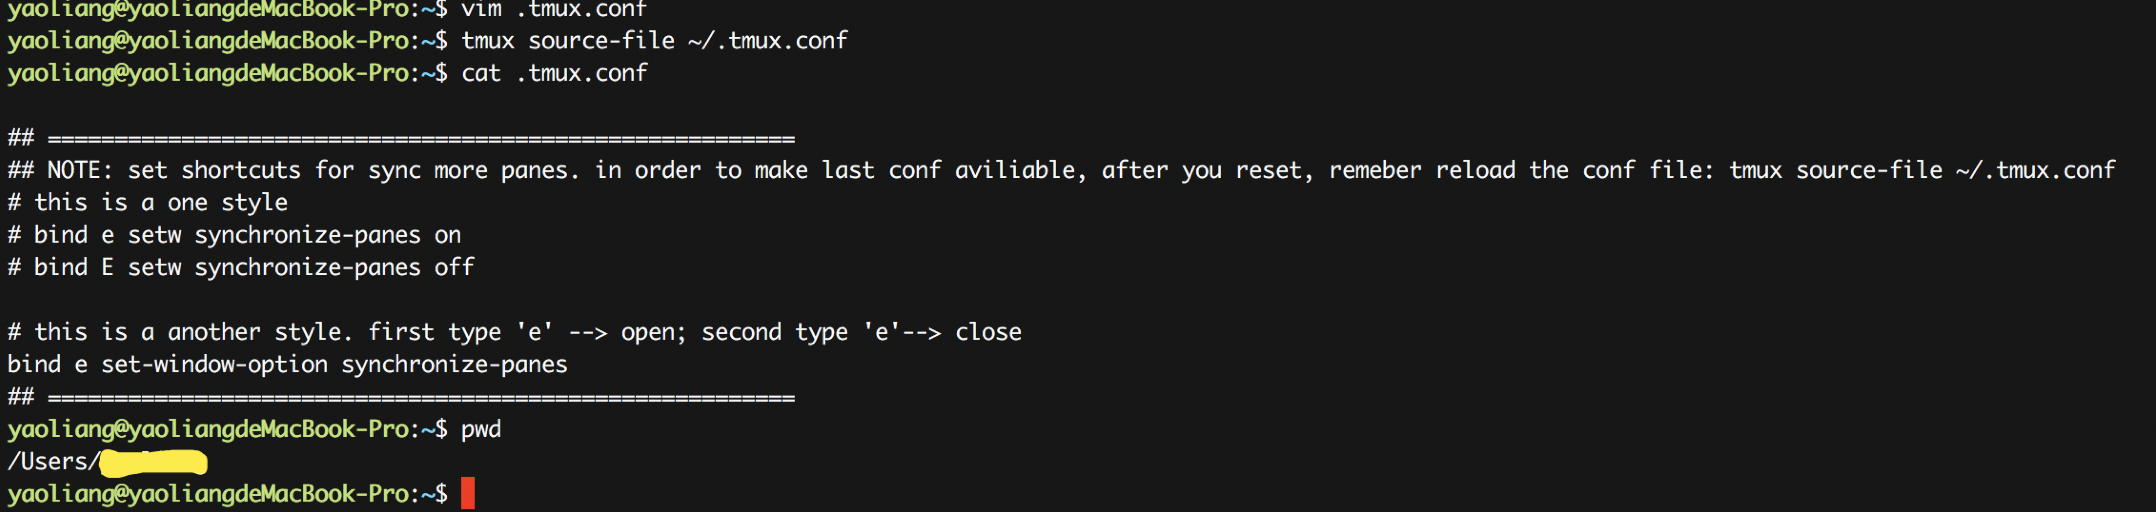 yaoliang@yaoliangdeMacBook-Pro:~$ vim .tmux.conf
yaoliang@yaoliangdeMacBook-Pro:~$ tmux source-file ~/.tmux.conf
yaoliang@yaoliangdeMacBook-Pro:~$ cat .tmux.conf
## ========================================================
## NOTE: set shortcuts for sync more panes. in order to make last conf aviliable, after you reset, remeber reload the conf file: tmux source-file ~/.tmux.conf
# this is a one style
# bind e setw synchronize-panes on
# bind E setw synchronize-panes off
# this is a another style. first type 'e' --> open; second type 'e'--> close
bind e set-window-option synchronize-panes
## ========================================================
yaoliang@yaoliangdeMacBook-Pro:~$ pwd
/Users/
yaoliang@yaoliangdeMacBook-Pro:~$